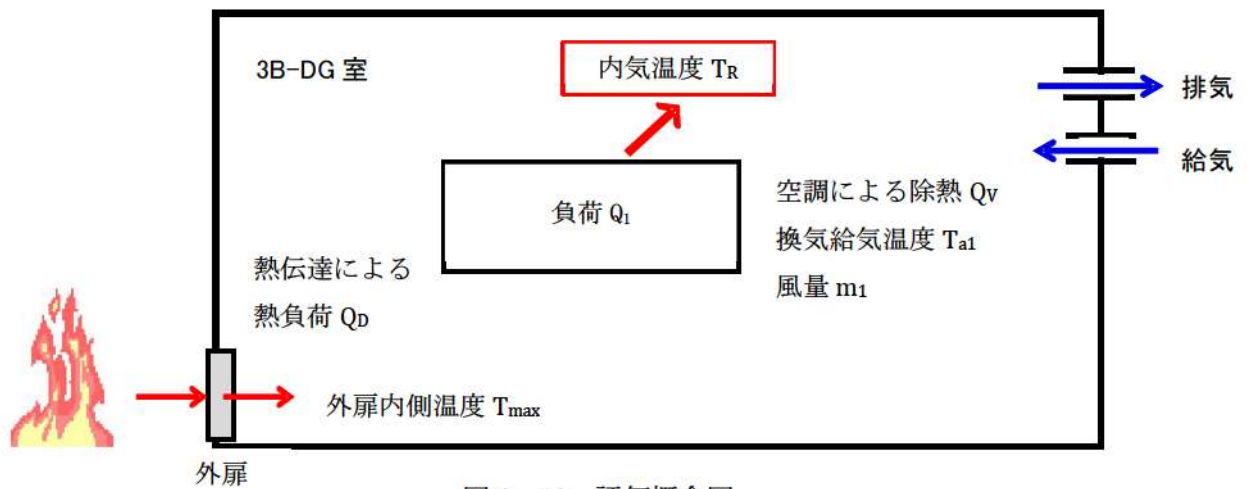 3B-DG 室
内気温度 TR
排気
給気
負荷 Q1
空調による除熱 QV
換気給気温度 Ta1
風量 m1
熱伝達による
熱負荷 QD
外扉内側温度 Tmax
外扉